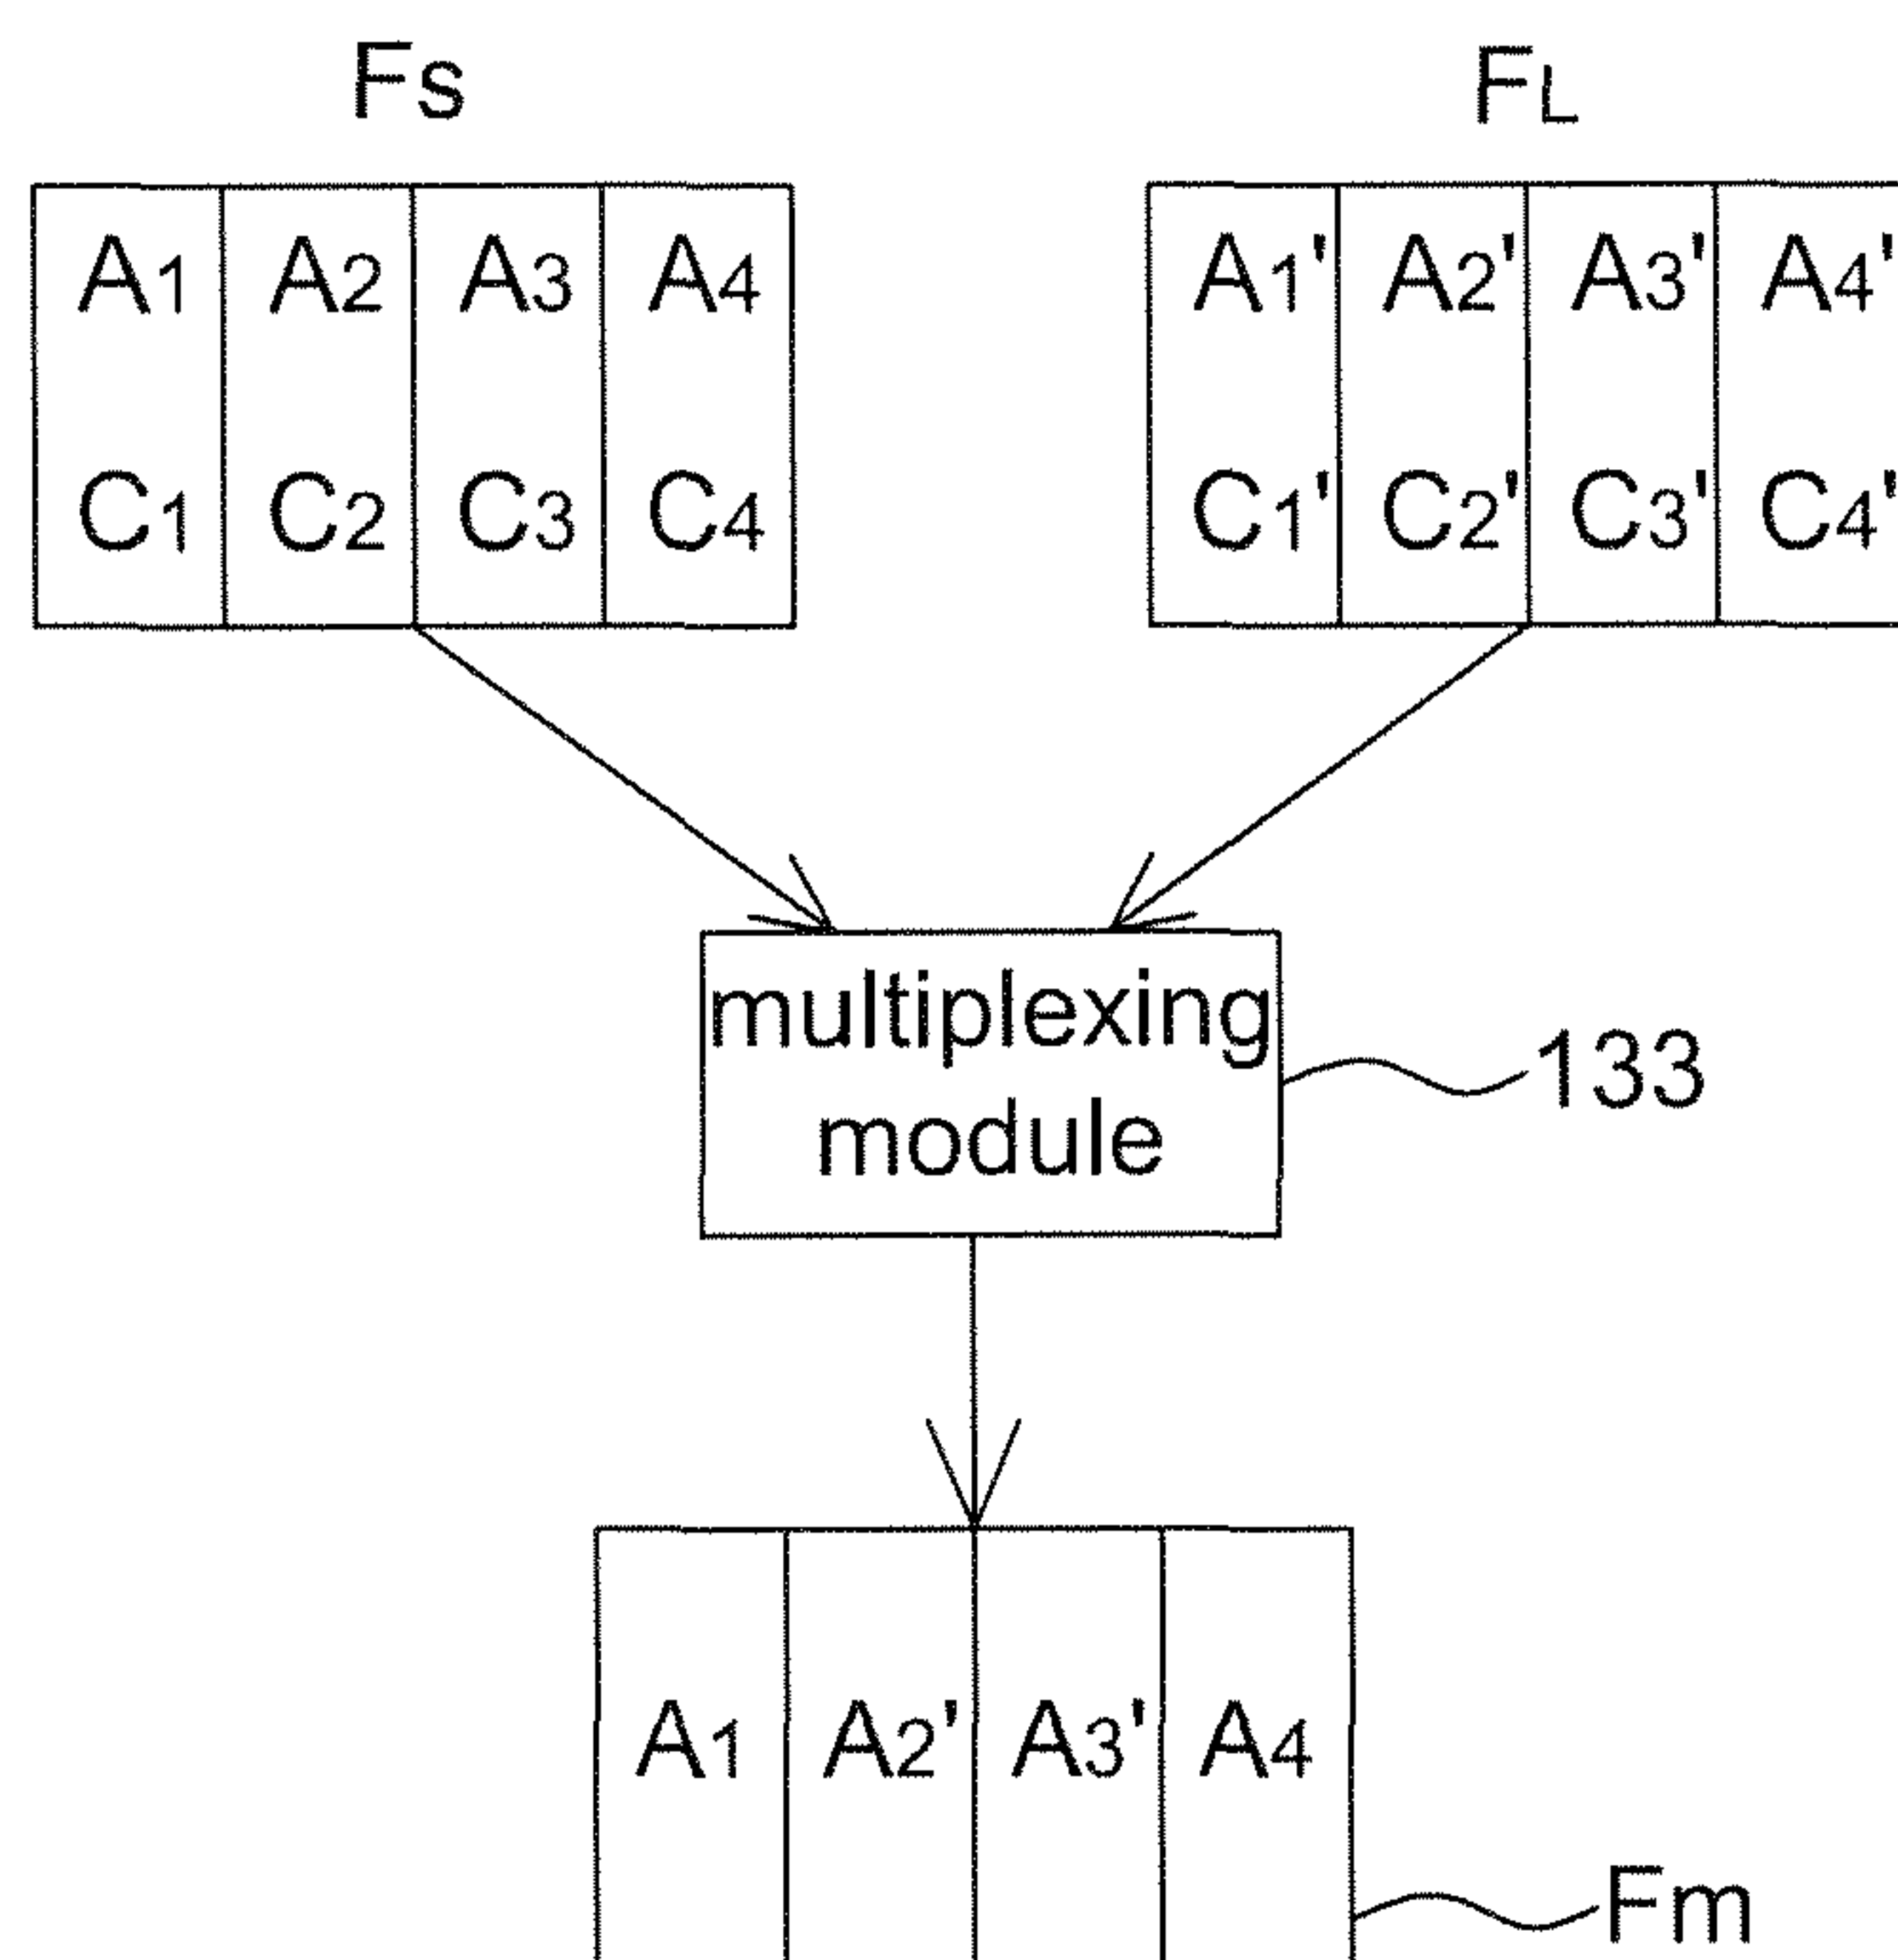 Fs
FL
A1 A2 A3 A4
C1 C2 C3 C4
A1' A2' A3' A4'
C1' C2' C3' C4'
multiplexing
module
133
A1 A2' A3' A4
Fm